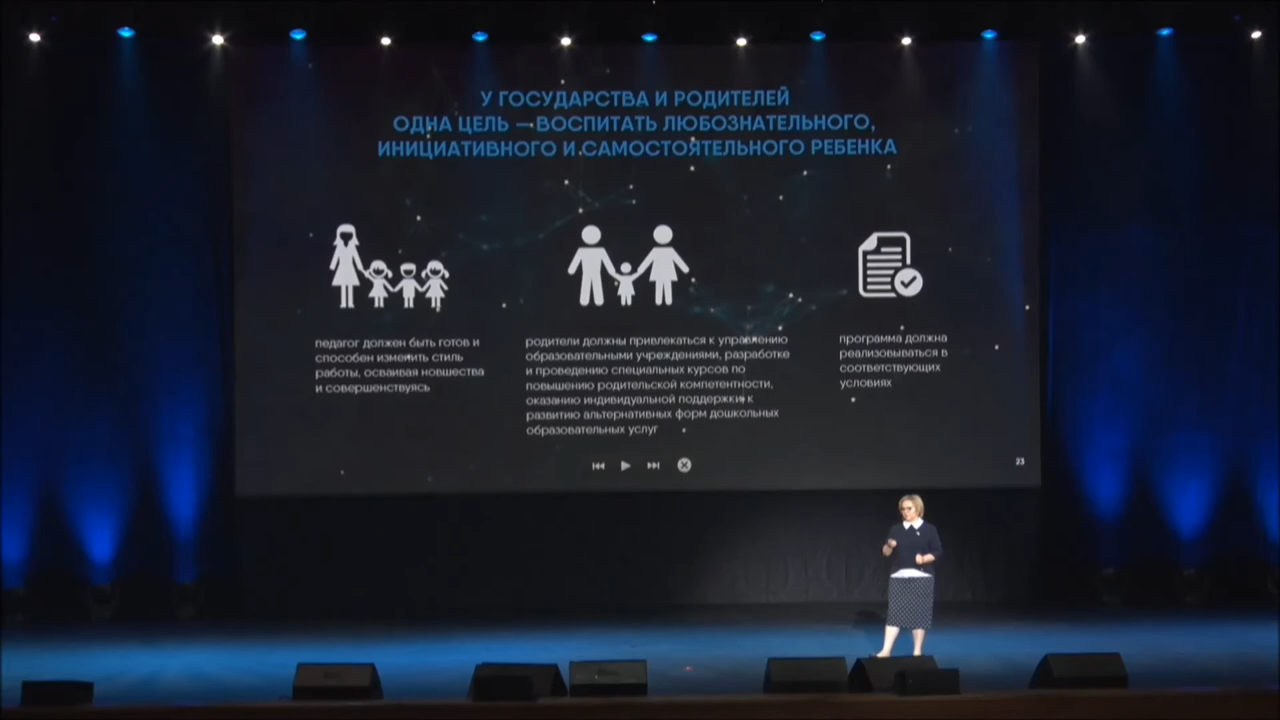 У ГОСУДАРСТВА И РОДИТЕЛЕЙ
ОДНА ЦЕЛЬ — ВОСПИТАТЬ ЛЮБОЗНАТЕЛЬНОГО,
ИНИЦИАТИВНОГО И САМОСТОЯТЕЛЬНОГО РЕБЕНКА
педагог должен быть готов и
способен изменить стиль
работы, осваивая новшества
и совершенствуясь
родители должны привлекаться к управлению
образовательными учреждениями, разработке
и проведению специальных курсов по
повышению родительской компетентности,
оказанию индивидуальной поддержки к
развитию альтернативных форм дошкольных
образовательных услуг
программа должна
реализовываться в
соответствующих
условиях
23